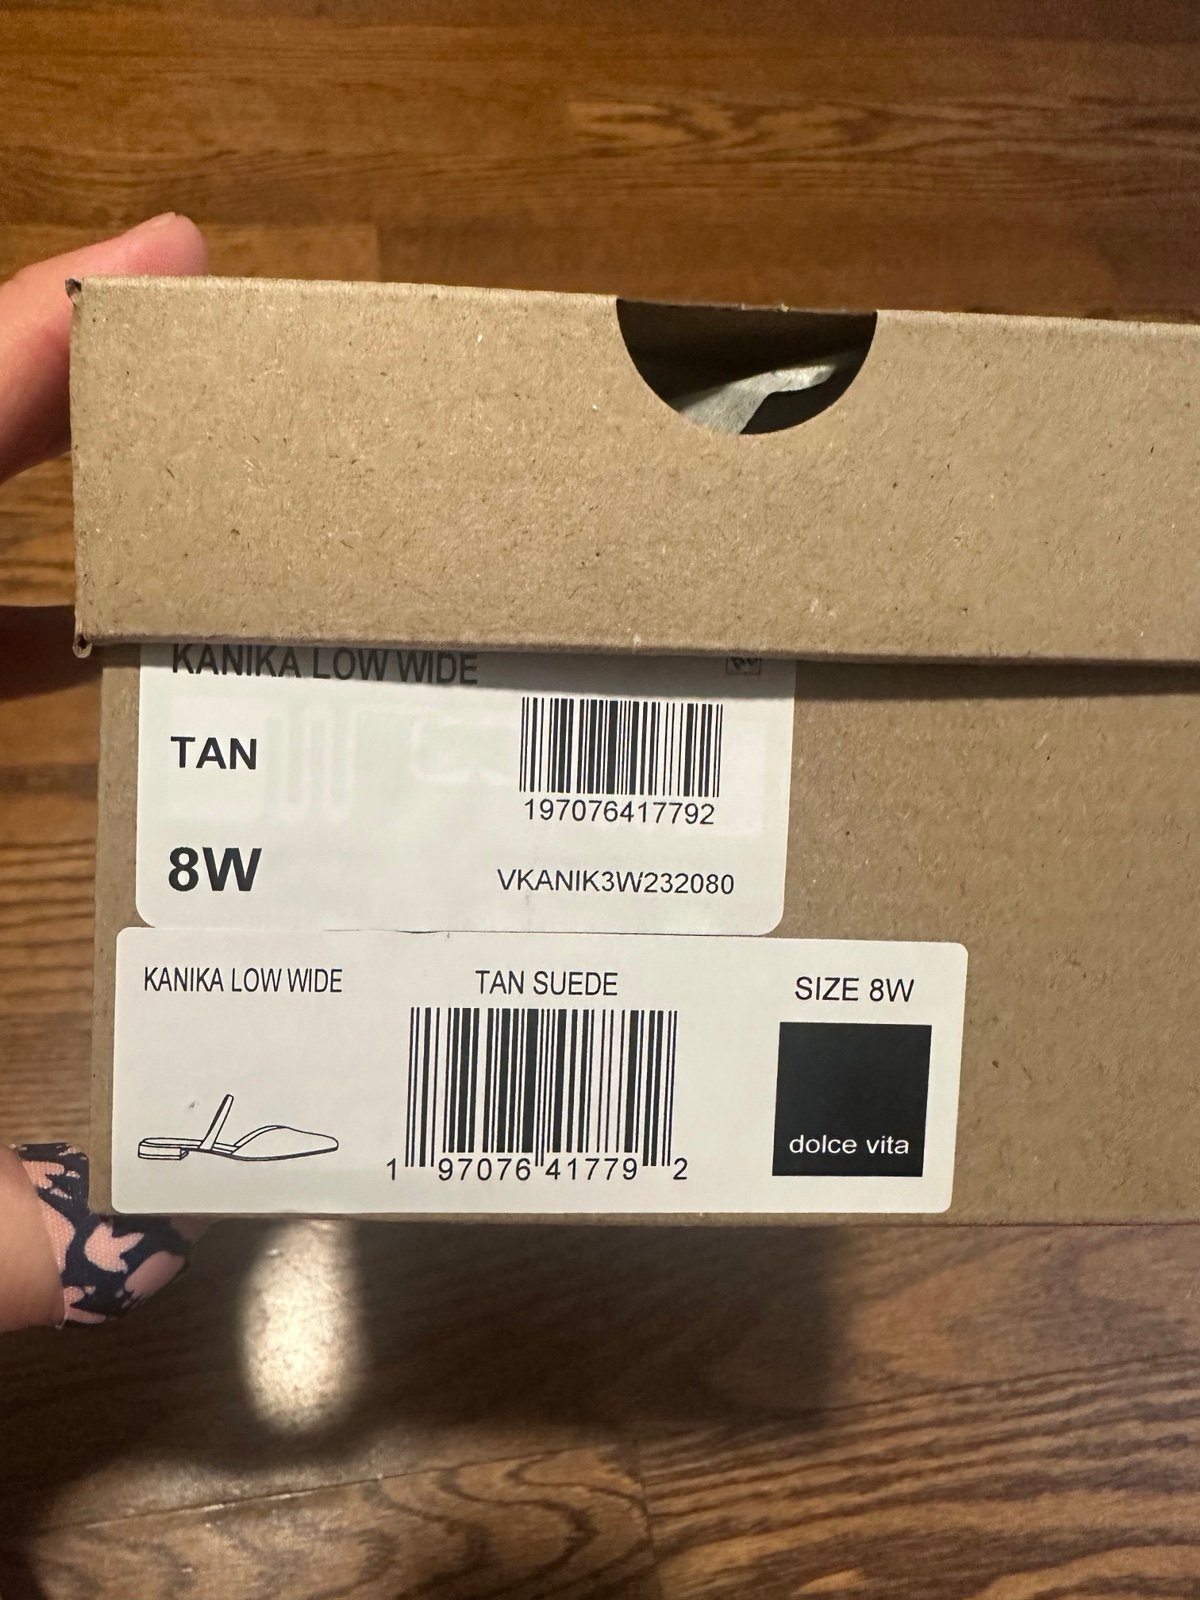 KANIKA LOW WIDE
TAN
197076417792
8W
VKANIK3W232080
KANIKA LOW WIDE
TAN SUEDE
SIZE 8W
1 97076 41779 2
dolce vita